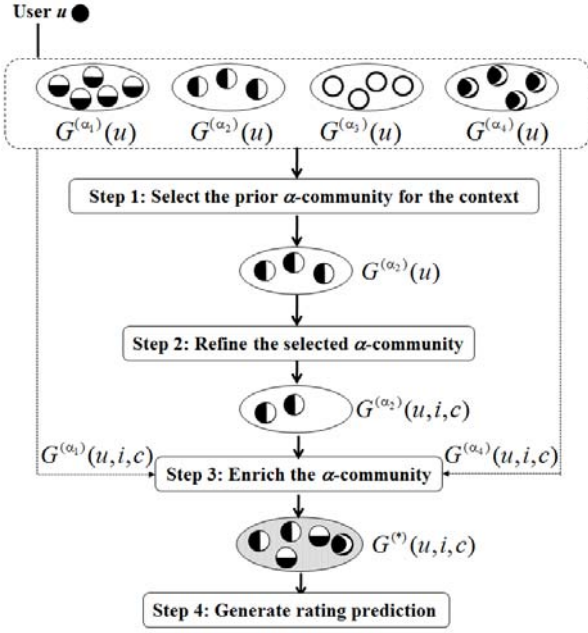 User u
G^(α₁)(u) G^(α₂)(u) G^(α₃)(u) G^(α₄)(u)
Step 1: Select the prior α-community for the context
G^(α₂)(u)
Step 2: Refine the selected α-community
G^(α₂)(u,i,c)
G^(α₁)(u,i,c) G^(α₄)(u,i,c)
Step 3: Enrich the α-community
G^(*)(u,i,c)
Step 4: Generate rating prediction